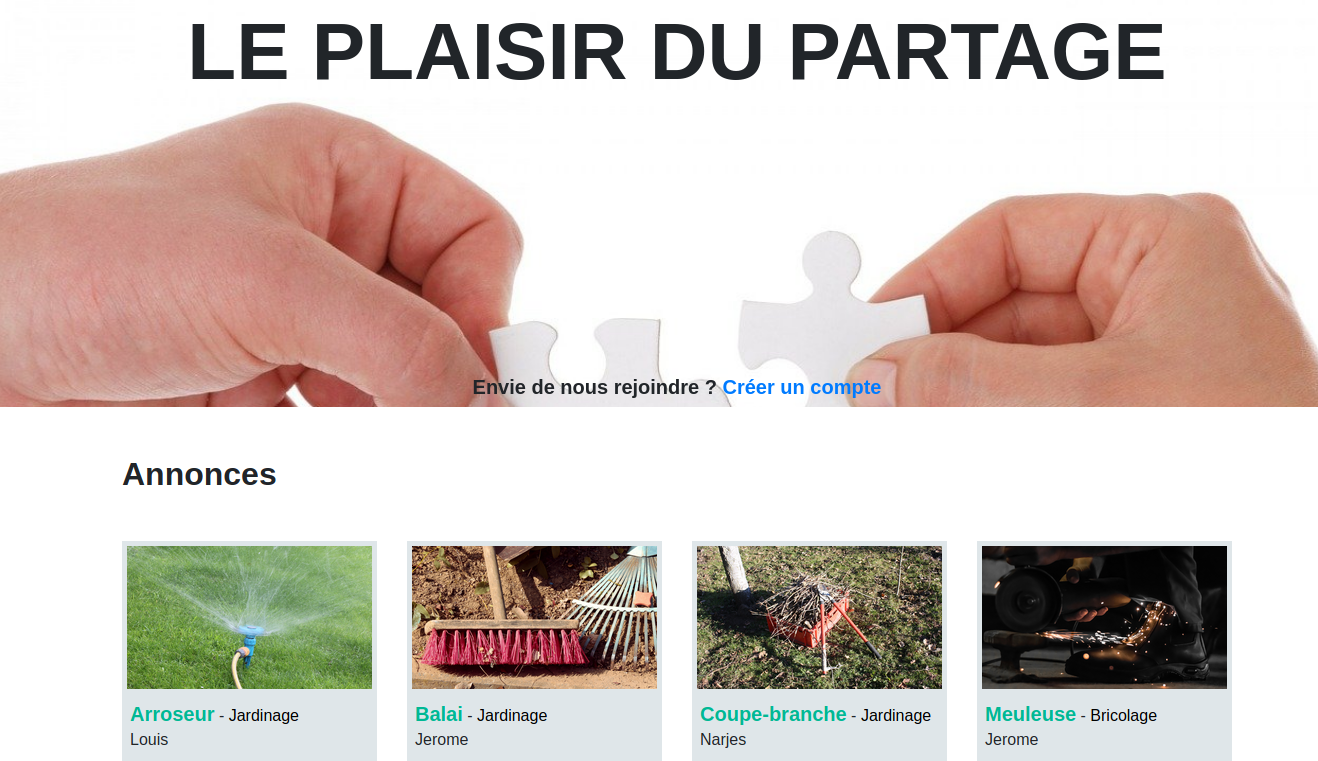 LE PLAISIR DU PARTAGE
Envie de nous rejoindre ? Créer un compte
Annonces
Arroseur - Jardinage
Louis
Balai - Jardinage
Jerome
Coupe-branche - Jardinage
Narjes
Meuleuse - Bricolage
Jerome